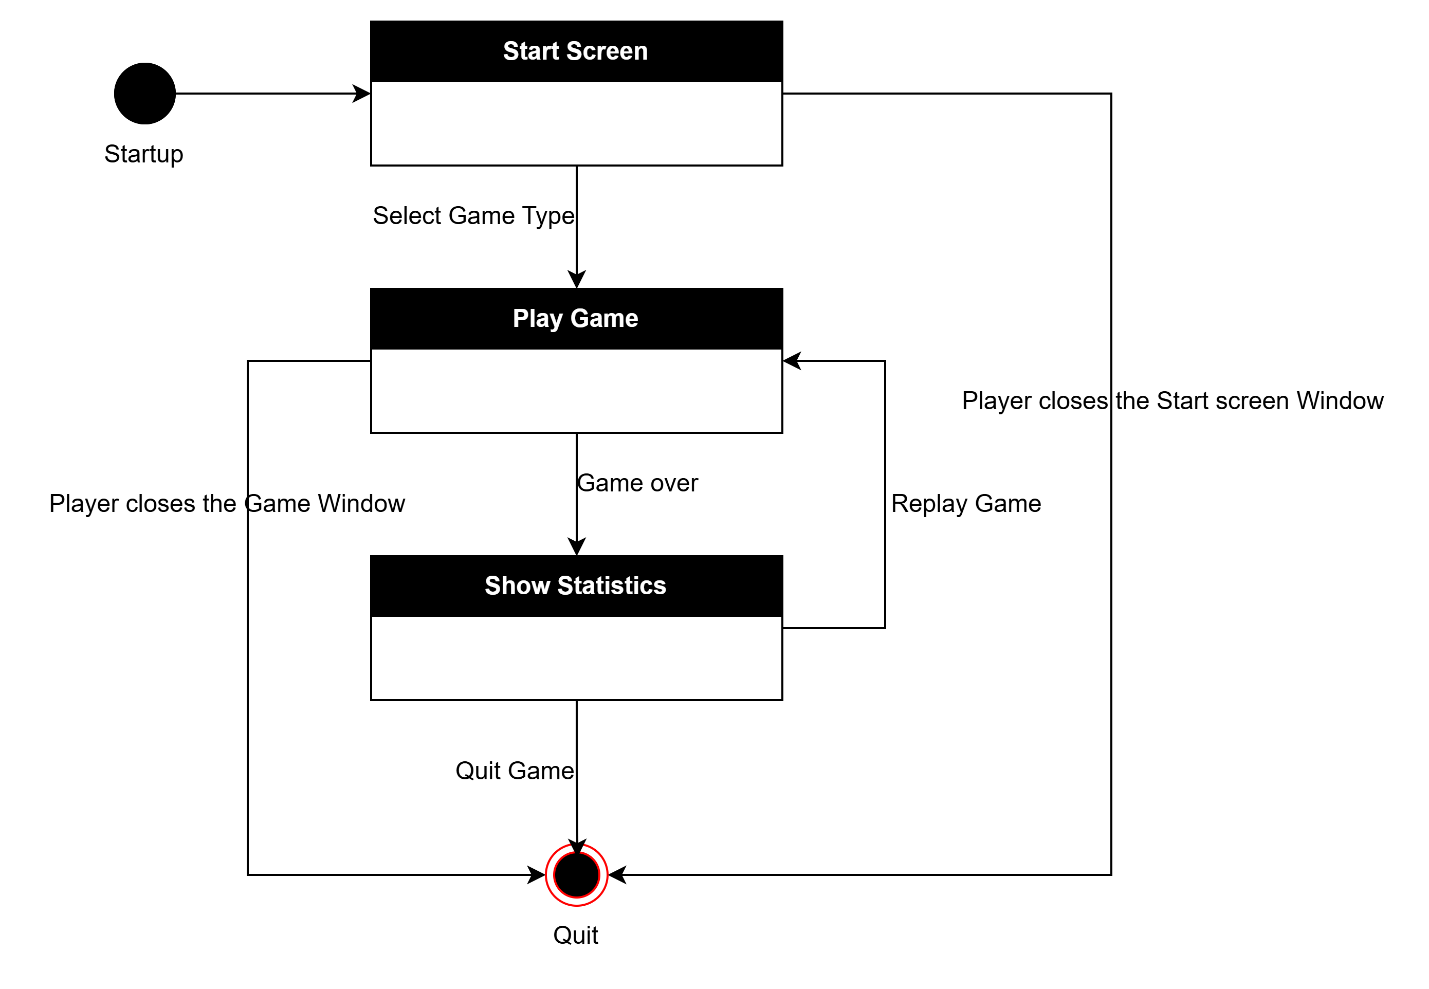 Start Screen
Startup
Select Game Type
Play Game
Player closes the Start screen Window
Game over
Player closes the Game Window
Replay Game
Show Statistics
Quit Game
Quit